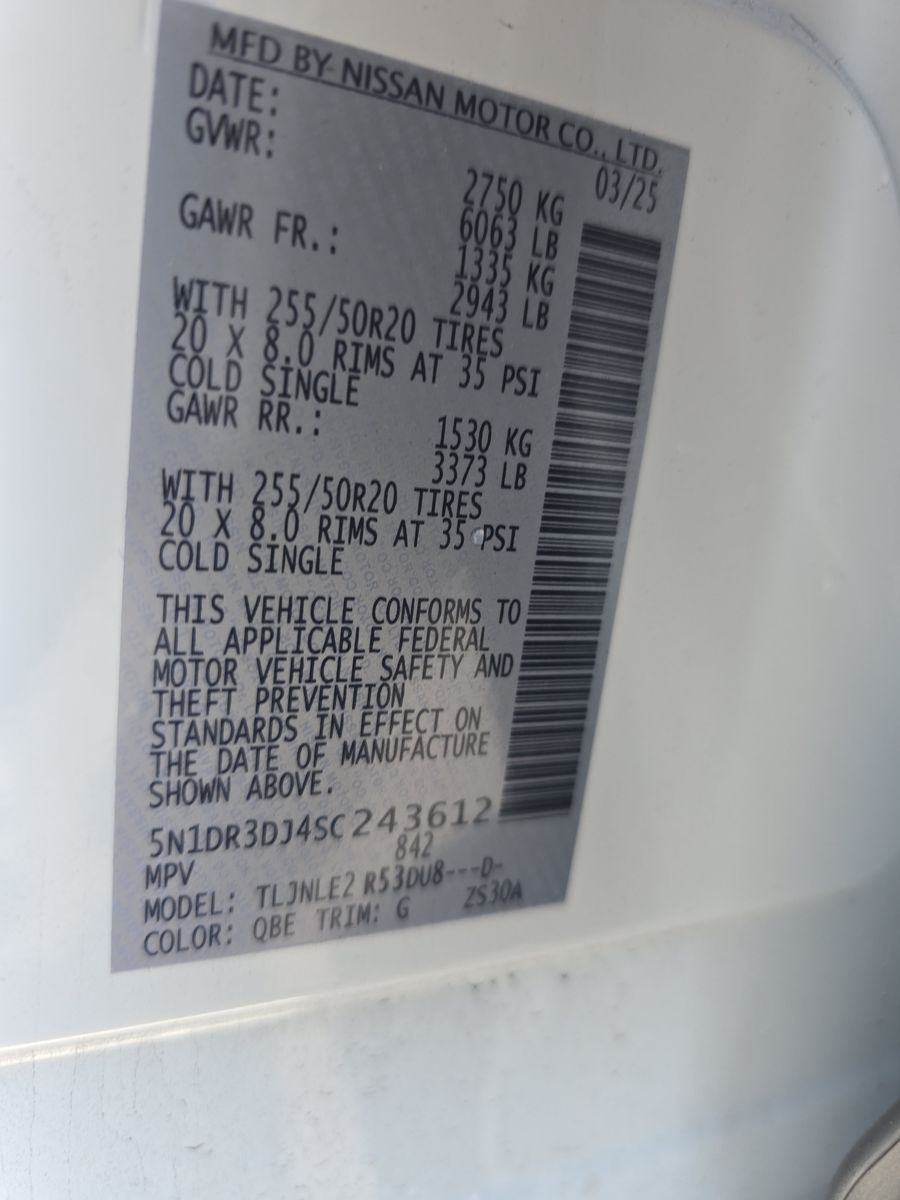 MFD BY NISSAN MOTOR CO., LTD.
DATE: 03/25
GVWR: 2750 KG
6063 LB
GAWR FR.: 1335 KG
2943 LB
WITH 255/50R20 TIRES
20 X 8.0 RIMS AT 35 PSI
COLD SINGLE
GAWR RR.: 1530 KG
3373 LB
WITH 255/50R20 TIRES
20 X 8.0 RIMS AT 35 PSI
COLD SINGLE
THIS VEHICLE CONFORMS TO
ALL APPLICABLE FEDERAL
MOTOR VEHICLE SAFETY AND
THEFT PREVENTION
STANDARDS IN EFFECT ON
THE DATE OF MANUFACTURE
SHOWN ABOVE.
5N1DR3DJ4SC243612
MPV 842
MODEL: TLJNLE2 R53DU8---D-
COLOR: QBE TRIM: G ZS30A